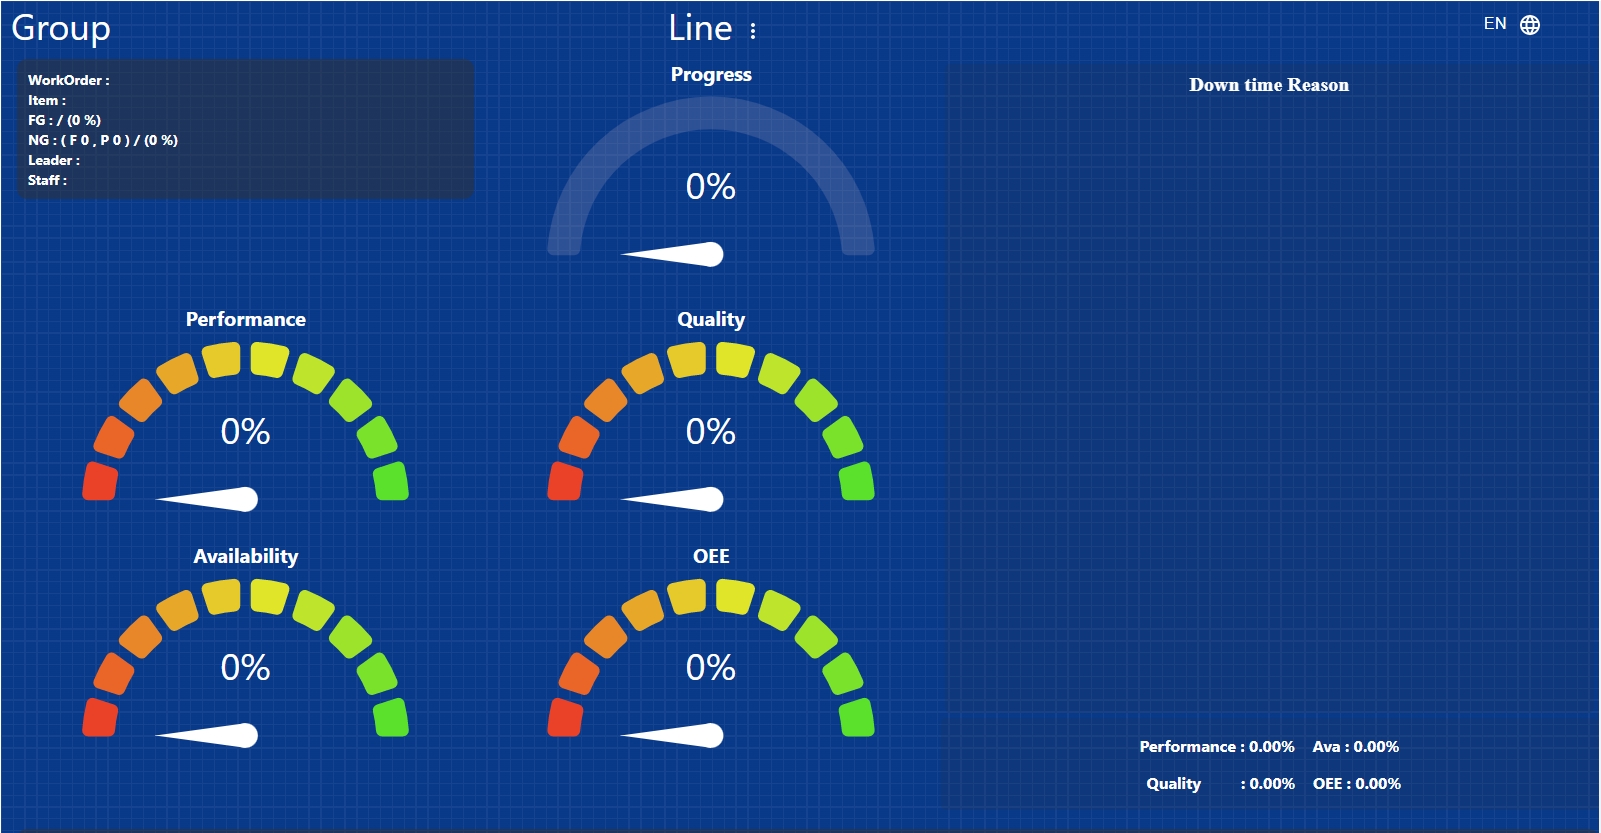 Group
Line
EN
WorkOrder :
Item :
FG : / (0 %)
NG : ( F 0 , P 0 ) / (0 %)
Leader :
Staff :
Progress
0%
Down time Reason
Performance
0%
Quality
0%
Availability
0%
OEE
0%
Performance : 0.00% Ava : 0.00%
Quality : 0.00% OEE : 0.00%